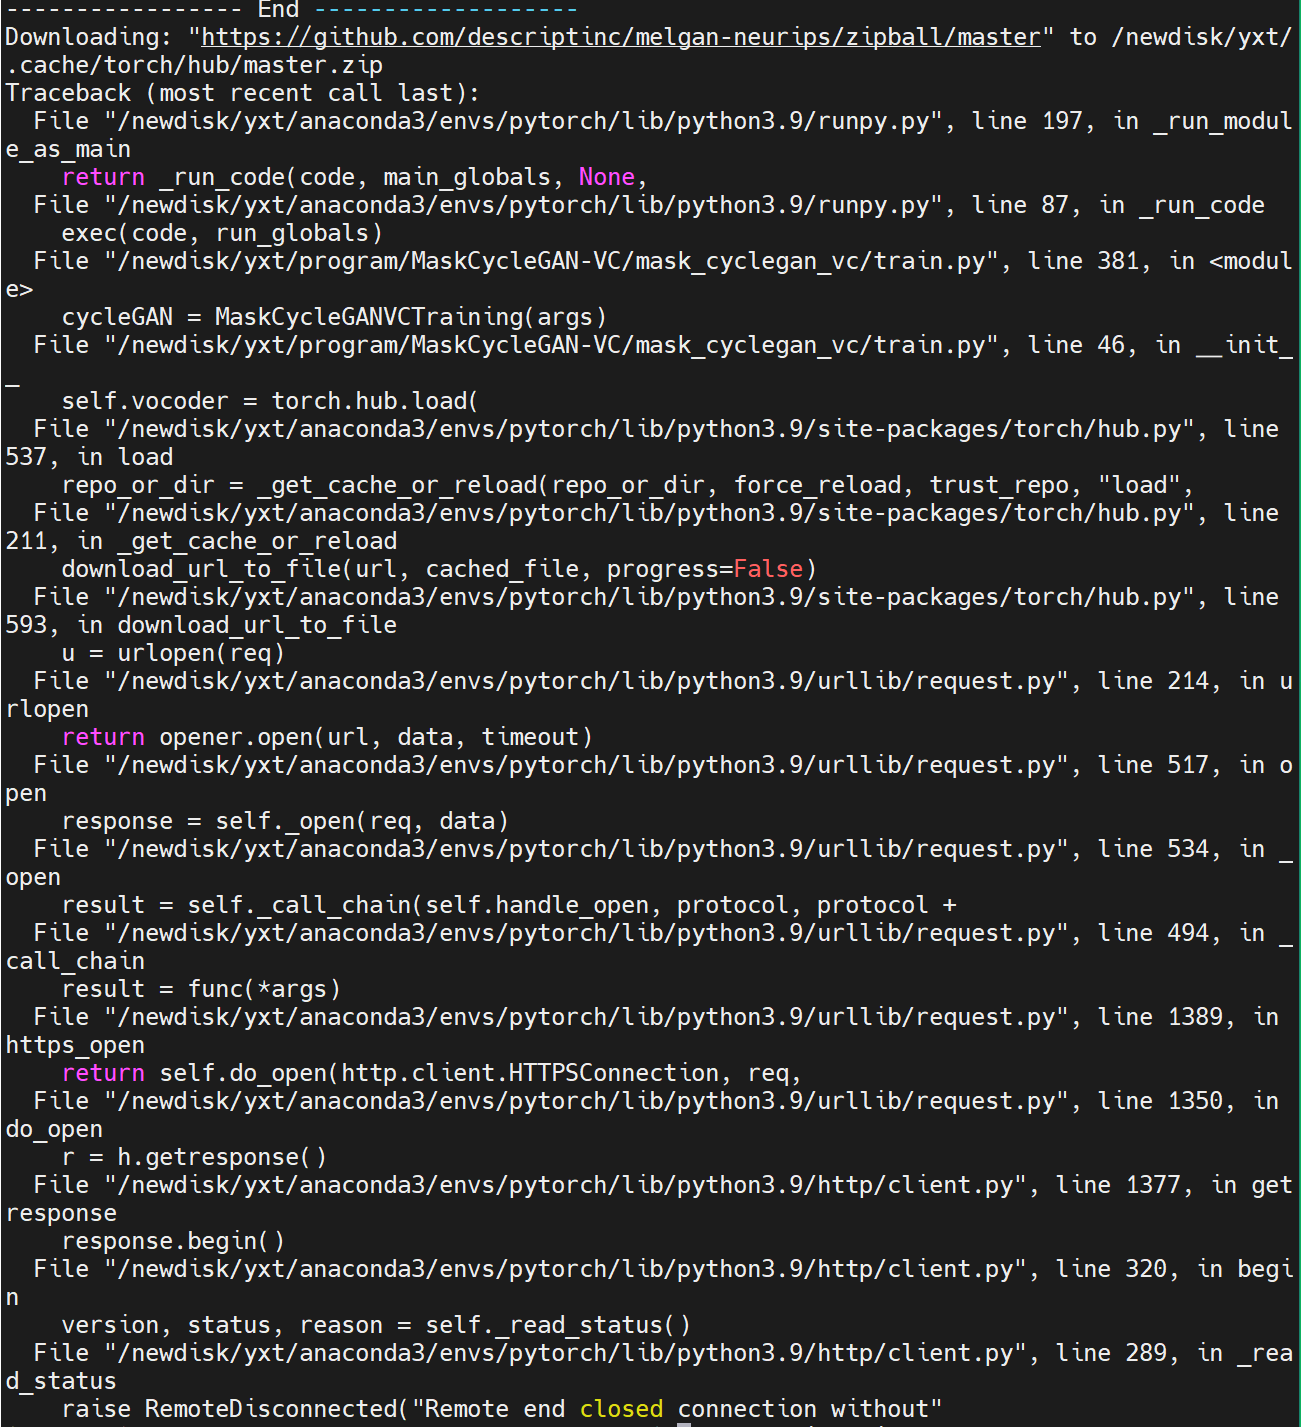 ----------------- End -------------------
Downloading: "https://github.com/descriptinc/melgan-neurips/zipball/master" to /newdisk/yxt/
.cache/torch/hub/master.zip
Traceback (most recent call last):
  File "/newdisk/yxt/anaconda3/envs/pytorch/lib/python3.9/runpy.py", line 197, in _run_modul
e_as_main
    return _run_code(code, main_globals, None,
  File "/newdisk/yxt/anaconda3/envs/pytorch/lib/python3.9/runpy.py", line 87, in _run_code
    exec(code, run_globals)
  File "/newdisk/yxt/program/MaskCycleGAN-VC/mask_cyclegan_vc/train.py", line 381, in <modul
e>
    cycleGAN = MaskCycleGANVCTraining(args)
  File "/newdisk/yxt/program/MaskCycleGAN-VC/mask_cyclegan_vc/train.py", line 46, in __init_
_
    self.vocoder = torch.hub.load(
  File "/newdisk/yxt/anaconda3/envs/pytorch/lib/python3.9/site-packages/torch/hub.py", line 
537, in load
    repo_or_dir = _get_cache_or_reload(repo_or_dir, force_reload, trust_repo, "load",
  File "/newdisk/yxt/anaconda3/envs/pytorch/lib/python3.9/site-packages/torch/hub.py", line 
211, in _get_cache_or_reload
    download_url_to_file(url, cached_file, progress=False)
  File "/newdisk/yxt/anaconda3/envs/pytorch/lib/python3.9/site-packages/torch/hub.py", line 
593, in download_url_to_file
    u = urlopen(req)
  File "/newdisk/yxt/anaconda3/envs/pytorch/lib/python3.9/urllib/request.py", line 214, in u
rlopen
    return opener.open(url, data, timeout)
  File "/newdisk/yxt/anaconda3/envs/pytorch/lib/python3.9/urllib/request.py", line 517, in o
pen
    response = self._open(req, data)
  File "/newdisk/yxt/anaconda3/envs/pytorch/lib/python3.9/urllib/request.py", line 534, in _
open
    result = self._call_chain(self.handle_open, protocol, protocol +
  File "/newdisk/yxt/anaconda3/envs/pytorch/lib/python3.9/urllib/request.py", line 494, in _
call_chain
    result = func(*args)
  File "/newdisk/yxt/anaconda3/envs/pytorch/lib/python3.9/urllib/request.py", line 1389, in 
https_open
    return self.do_open(http.client.HTTPSConnection, req,
  File "/newdisk/yxt/anaconda3/envs/pytorch/lib/python3.9/urllib/request.py", line 1350, in 
do_open
    r = h.getresponse()
  File "/newdisk/yxt/anaconda3/envs/pytorch/lib/python3.9/http/client.py", line 1377, in get
response
    response.begin()
  File "/newdisk/yxt/anaconda3/envs/pytorch/lib/python3.9/http/client.py", line 320, in begi
n
    version, status, reason = self._read_status()
  File "/newdisk/yxt/anaconda3/envs/pytorch/lib/python3.9/http/client.py", line 289, in _rea
d_status
    raise RemoteDisconnected("Remote end closed connection without"